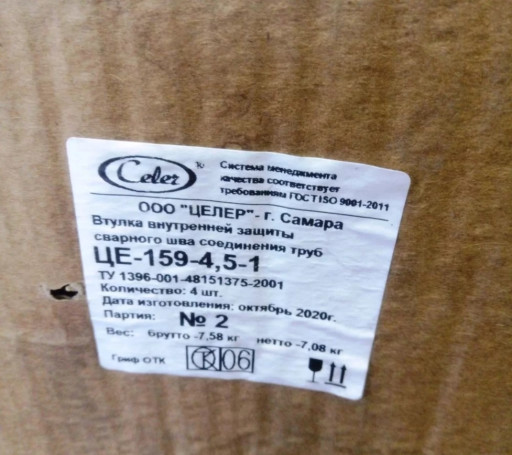 Celer R
Система менеджмента
качества соответствует
требованиям ГОСТ ISO 9001-2011
ООО "ЦЕЛЕР"- г. Самара
Втулка внутренней защиты
сварного шва соединения труб
ЦЕ-159-4,5-1
ТУ 1396-001-48151375-2001
Количество: 4 шт.
Дата изготовления: октябрь 2020г.
Партия: № 2
Вес: брутто -7,58 кг нетто -7,08 кг
Гриф ОТК 06